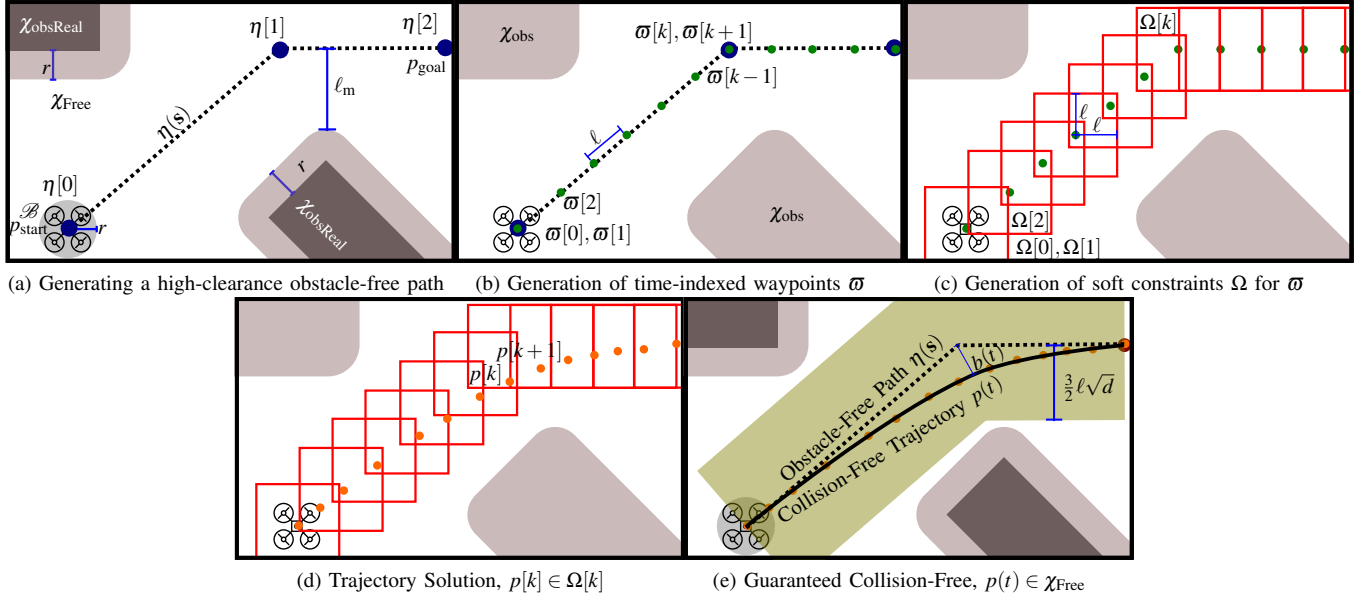 χobsReal
η[1]
η[2]
r
χFree
pgoal
ℓm
η(s)
r
η[0]
ℬ
pstart
r
χobsReal
χobs
ϖ[k], ϖ[k+1]
ϖ[k−1]
ℓ
ϖ[2]
ϖ[0], ϖ[1]
χobs
Ω[k]
ℓ
ℓ
Ω[2]
Ω[0], Ω[1]
(a) Generating a high-clearance obstacle-free path
(b) Generation of time-indexed waypoints ϖ
(c) Generation of soft constraints Ω for ϖ
p[k+1]
p[k]
Obstacle-Free Path η(s)
b(t)
3/2 ℓ√d
Collision-Free Trajectory p(t)
(d) Trajectory Solution, p[k] ∈ Ω[k]
(e) Guaranteed Collision-Free, p(t) ∈ χFree